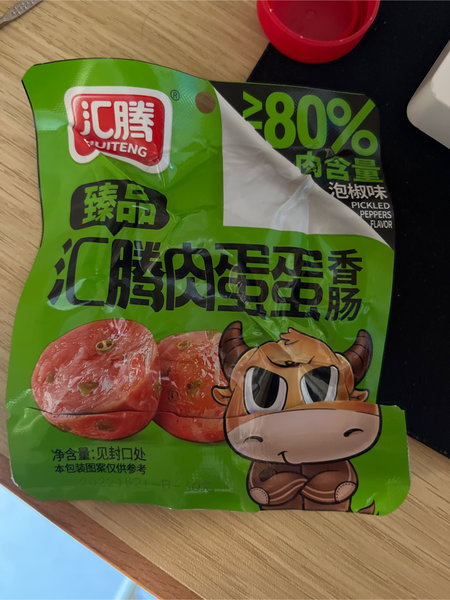 汇腾®
HUITENG
≥80%
肉含量
泡椒味
PICKLED
PEPPERS
FLAVOR
臻品
汇腾肉蛋蛋香肠
净含量:见封口处
本包装图案仅供参考